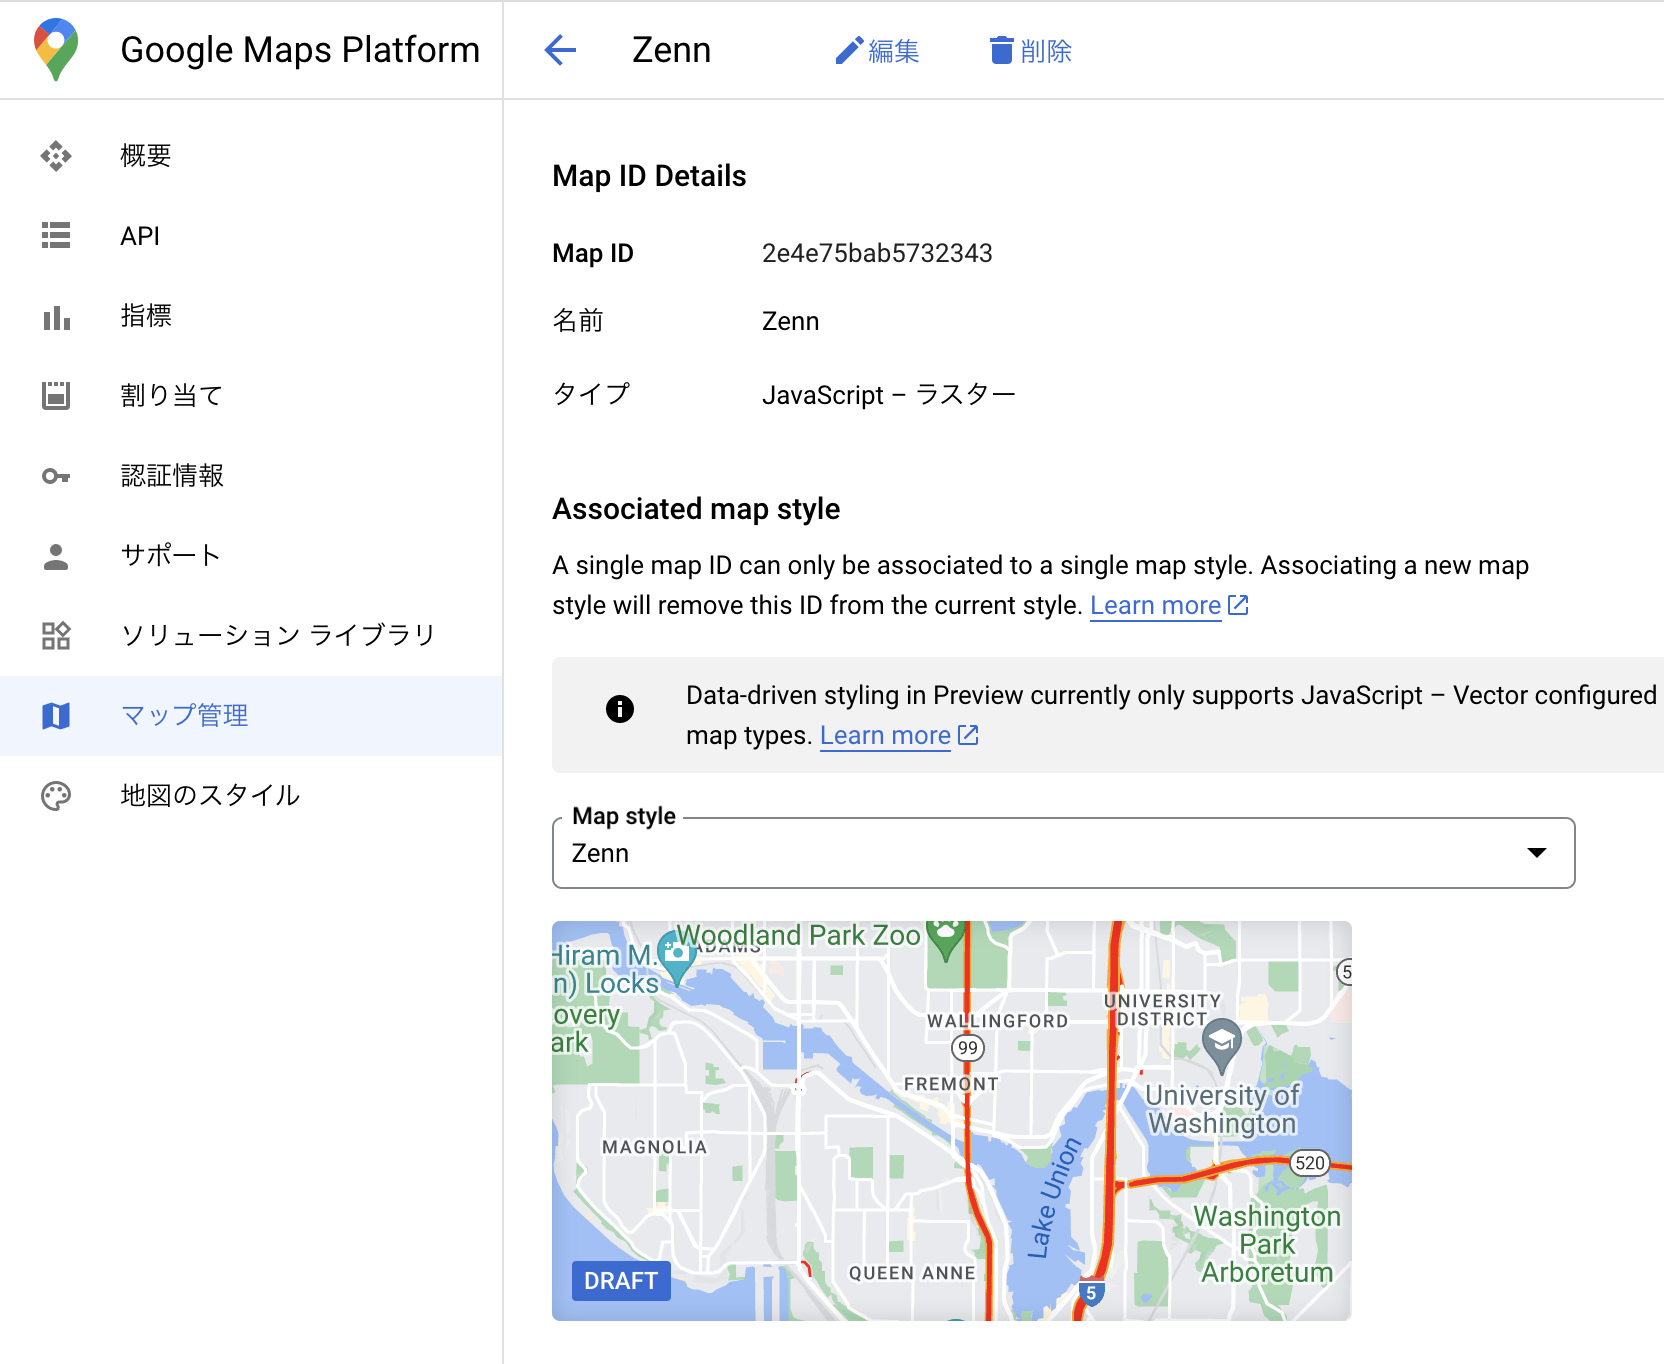 Google Maps Platform
Zenn
編集
削除
概要
API
指標
割り当て
認証情報
サポート
ソリューション ライブラリ
マップ管理
地図のスタイル
Map ID Details
Map ID 2e4e75bab5732343
名前 Zenn
タイプ JavaScript – ラスター
Associated map style
A single map ID can only be associated to a single map style. Associating a new map
style will remove this ID from the current style. Learn more
Data-driven styling in Preview currently only supports JavaScript – Vector configured
map types. Learn more
Map style
Zenn
Woodland Park Zoo
ADAMS
Hiram M.
n) Locks
overy
ark
5
UNIVERSITY
DISTRICT
WALLINGFORD
99
FREMONT
University of
Washington
MAGNOLIA
Lake Union
520
Washington
Park
Arboretum
QUEEN ANNE
DRAFT
5